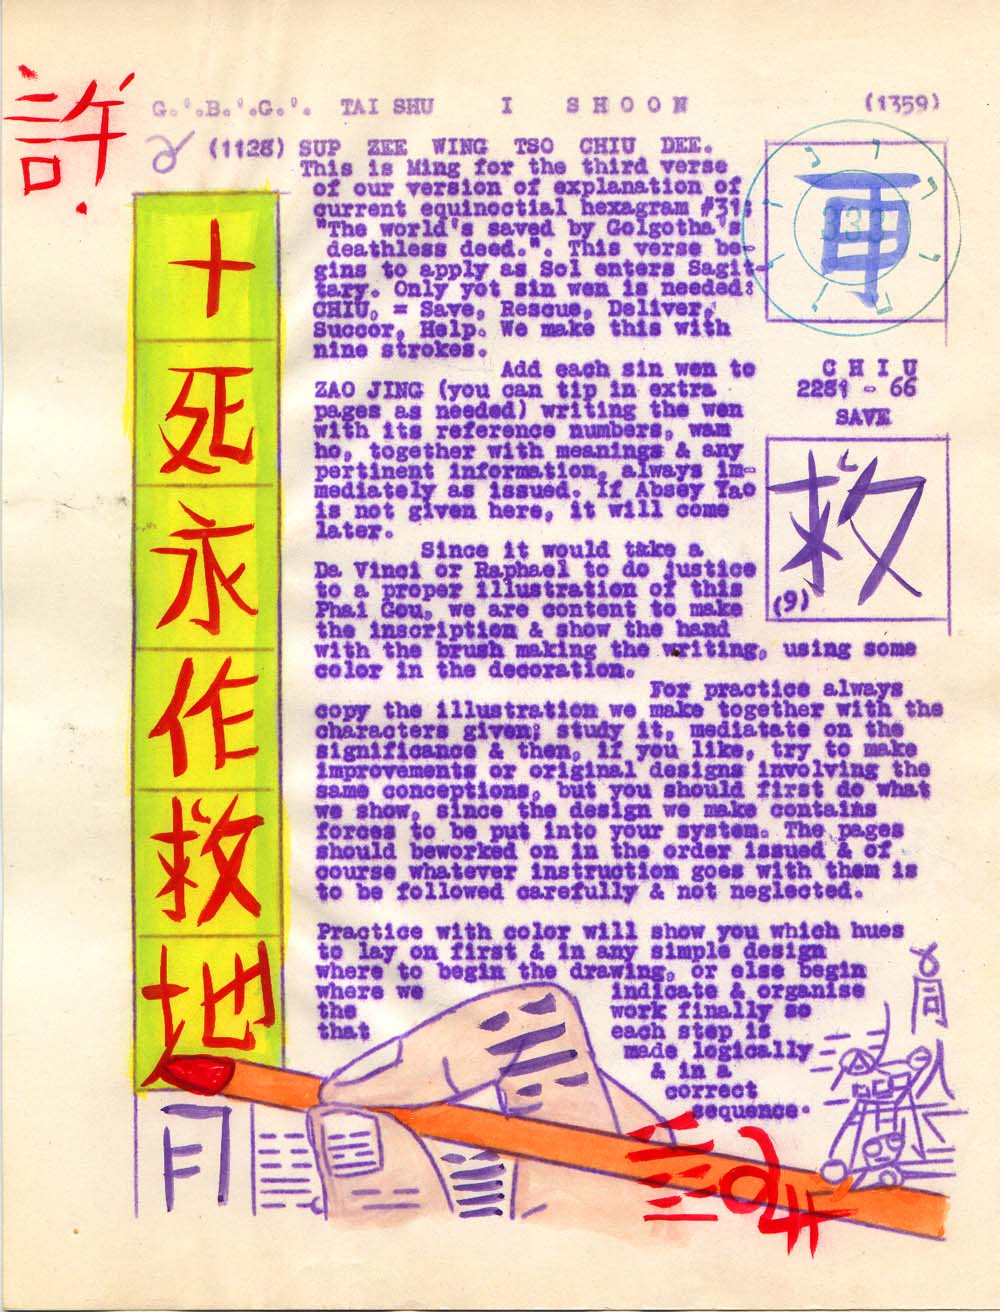 許
G.'.B.'.G.'. TAI SHU I SHOON (1359)
(1128) SUP ZEE WING TSO CHIU DEE.
This is Ming for the third verse
of our version of explanation of
current equinoctial hexagram #31:
"The world's saved by Golgotha's
deathless deed.". This verse be-
gins to apply as Sol enters Sagit-
tary. Only yot sin wen is needed:
CHIU, = Save, Rescue, Deliver,
Succor, Help. We make this with
nine strokes.
Add each sin wen to
ZAO JING (you can tip in extra
pages as needed) writing the wen
with its reference numbers, wam
ho, together with meanings & any
pertinent information, always im-
mediately as issued. If Absey Yao
is not given here, it will come
later.
Since it would take a
Da Vinci or Raphael to do justice
to a proper illustration of this
Phai Gou, we are content to make
the inscription & show the hand
with the brush making the writing, using some
color in the decoration.
For practice always
copy the illustration we make together with the
characters given; study it, mediatate on the
significance & then, if you like, try to make
improvements or original designs involving the
same conceptions, but you should first do what
we show, since the design we make contains
forces to be put into your system. The pages
should beworked on in the order issued & of
course whatever instruction goes with them is
to be followed carefully & not neglected.
Practice with color will show you which hues
to lay on first & in any simple design
where to begin the drawing, or else begin
where we indicate & organise
the work finally so
that each step is
made logically
& in a
correct
sequence.
再
333
CHIU
2281 - 66
SAVE
救
(9)
十
死
永
作
救
地